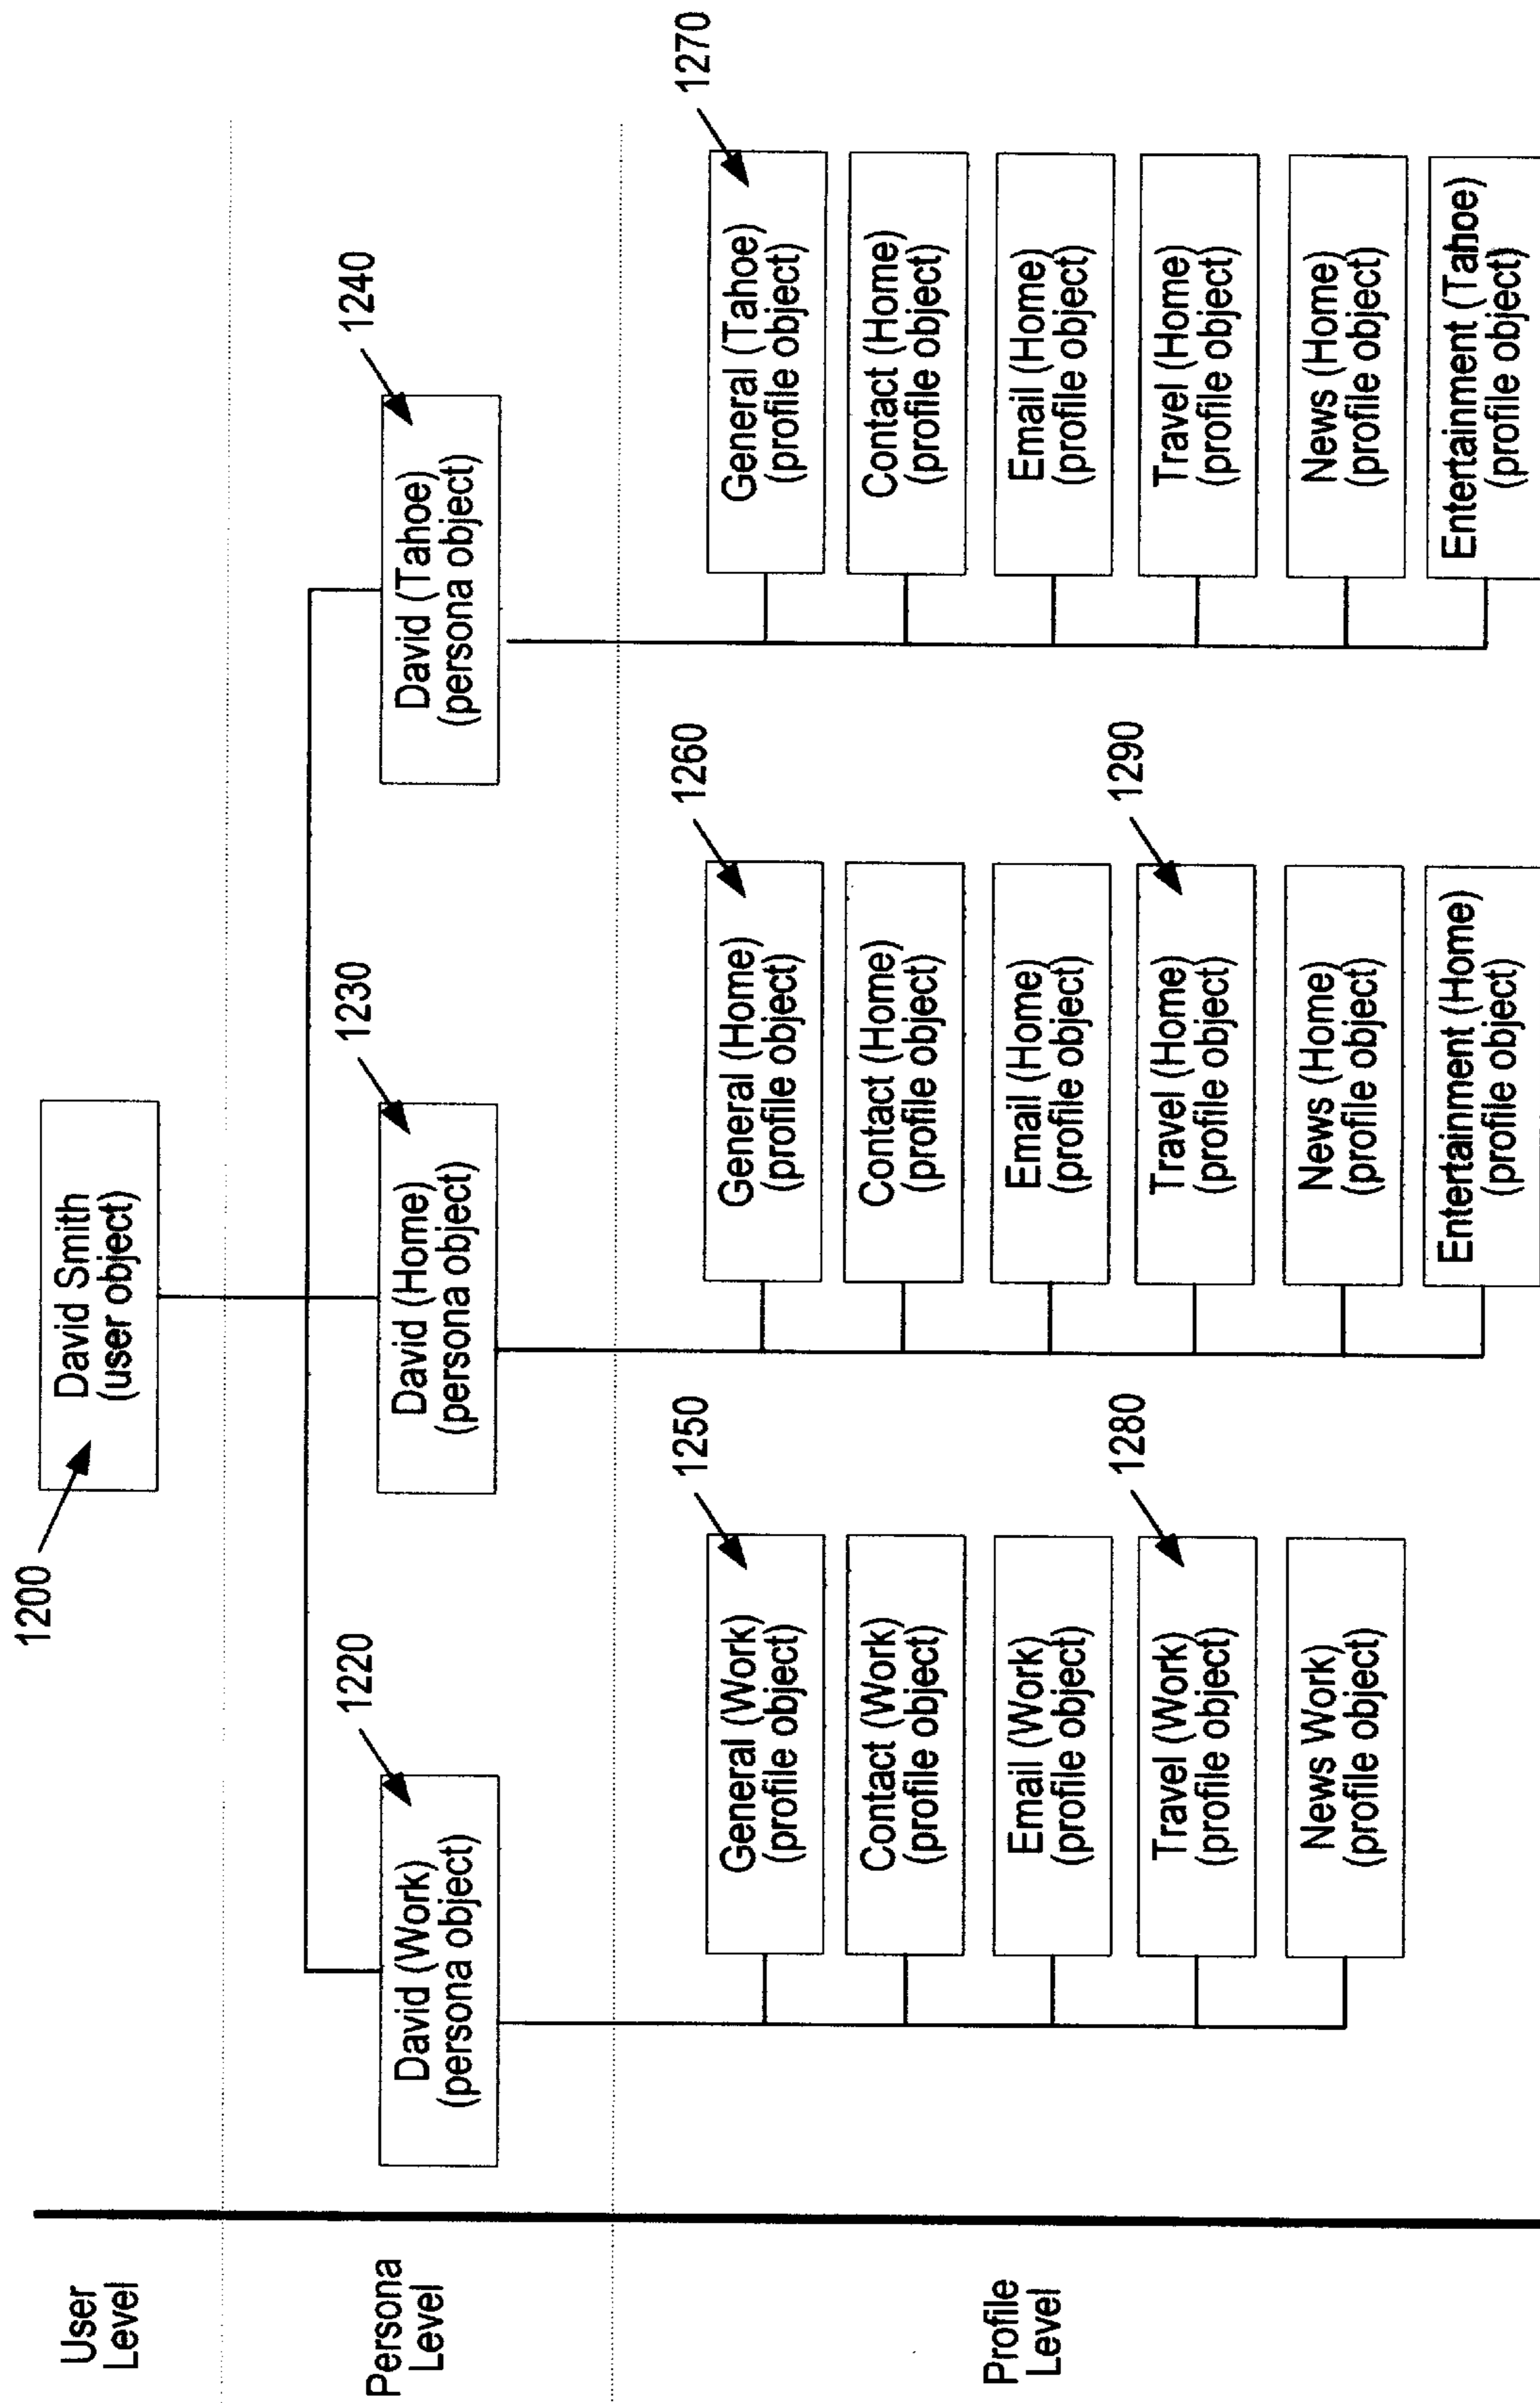 User
Level
1200
David Smith
(user object)
Persona
Level
1220
David (Work)
(persona object)
1230
David (Home)
(persona object)
1240
David (Tahoe)
(persona object)
Profile
Level
1250
General (Work)
(profile object)
Contact (Work)
(profile object)
Email (Work)
(profile object)
1280
Travel (Work)
(profile object)
News Work)
(profile object)
1260
General (Home)
(profile object)
Contact (Home)
(profile object)
Email (Home)
(profile object)
1290
Travel (Home)
(profile object)
News (Home)
(profile object)
Entertainment (Home)
(profile object)
1270
General (Tahoe)
(profile object)
Contact (Home)
(profile object)
Email (Home)
(profile object)
Travel (Home)
(profile object)
News (Home)
(profile object)
Entertainment (Tahoe)
(profile object)